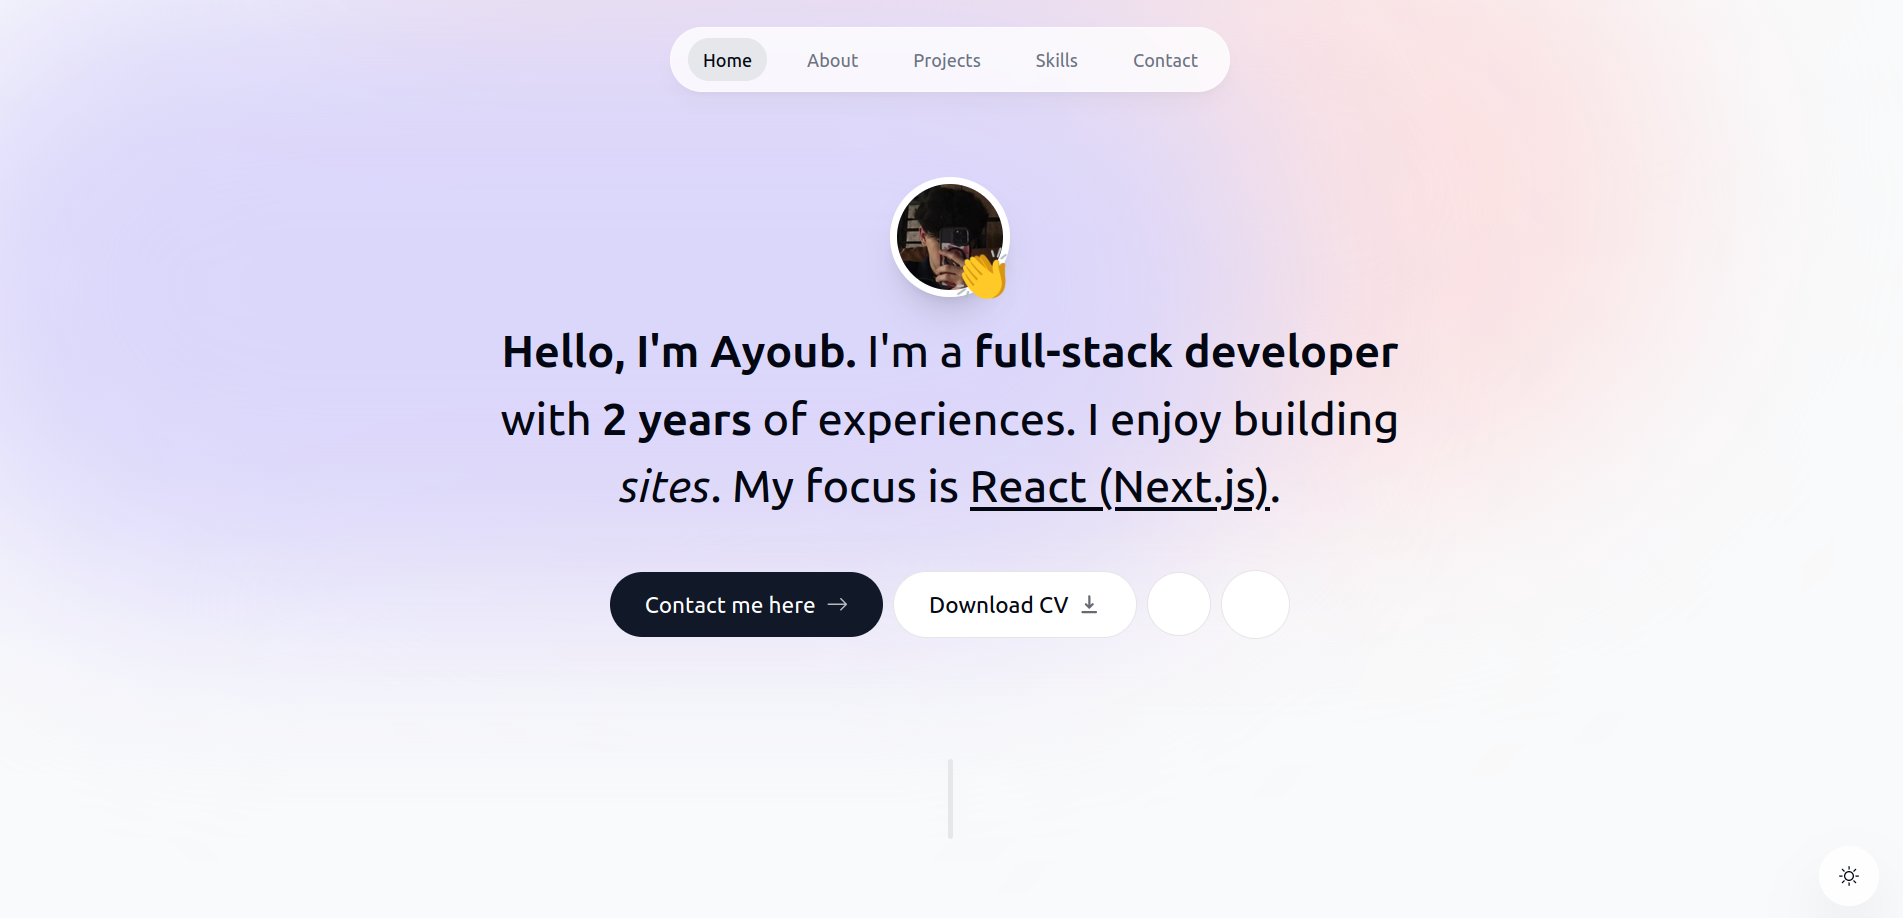 Home About Projects Skills Contact
Hello, I'm Ayoub. I'm a full-stack developer
with 2 years of experiences. I enjoy building
sites. My focus is React (Next.js).
Contact me here Download CV